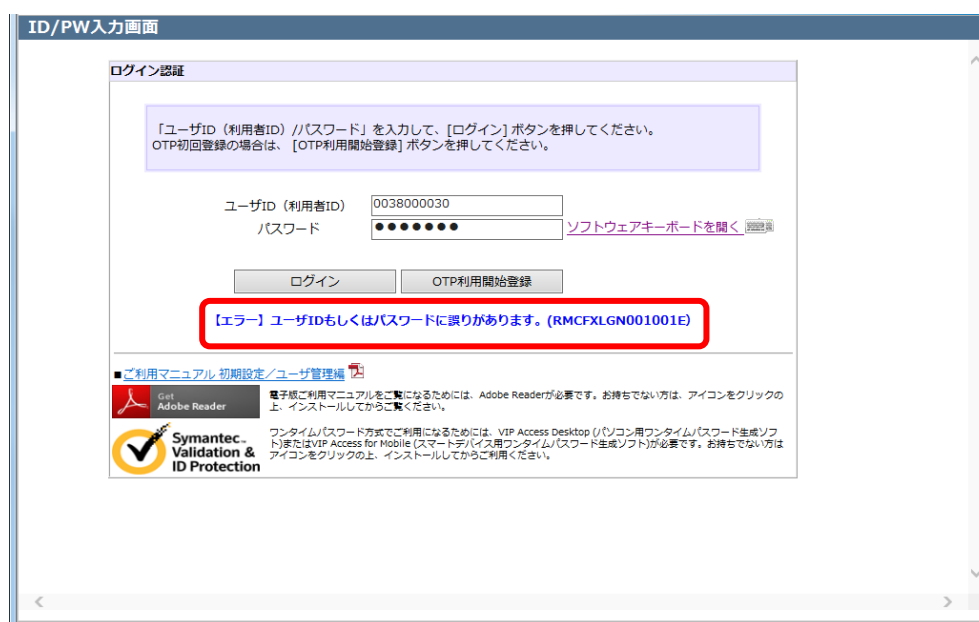 ID/PW入力画面
ログイン認証
「ユーザID（利用者ID）/パスワード」を入力して、[ログイン] ボタンを押してください。
OTP初回登録の場合は、 [OTP利用開始登録] ボタンを押してください。
ユーザID（利用者ID） 0038000030
パスワード ●●●●●●● ソフトウェアキーボードを開く
ログイン OTP利用開始登録
【エラー】ユーザIDもしくはパスワードに誤りがあります。(RMCFXLGN001001E)
■ご利用マニュアル 初期設定／ユーザ管理編
Get
Adobe Reader
電子版ご利用マニュアルをご覧になるためには、Adobe Readerが必要です。お持ちでない方は、アイコンをクリックの
上、インストールしてからご覧ください。
Symantec™
Validation &
ID Protection
ワンタイムパスワード方式でご利用になるためには、VIP Access Desktop (パソコン用ワンタイムパスワード生成ソフ
ト)またはVIP Access for Mobile (スマートデバイス用ワンタイムパスワード生成ソフト)が必要です。お持ちでない方は
アイコンをクリックの上、インストールしてからご利用ください。